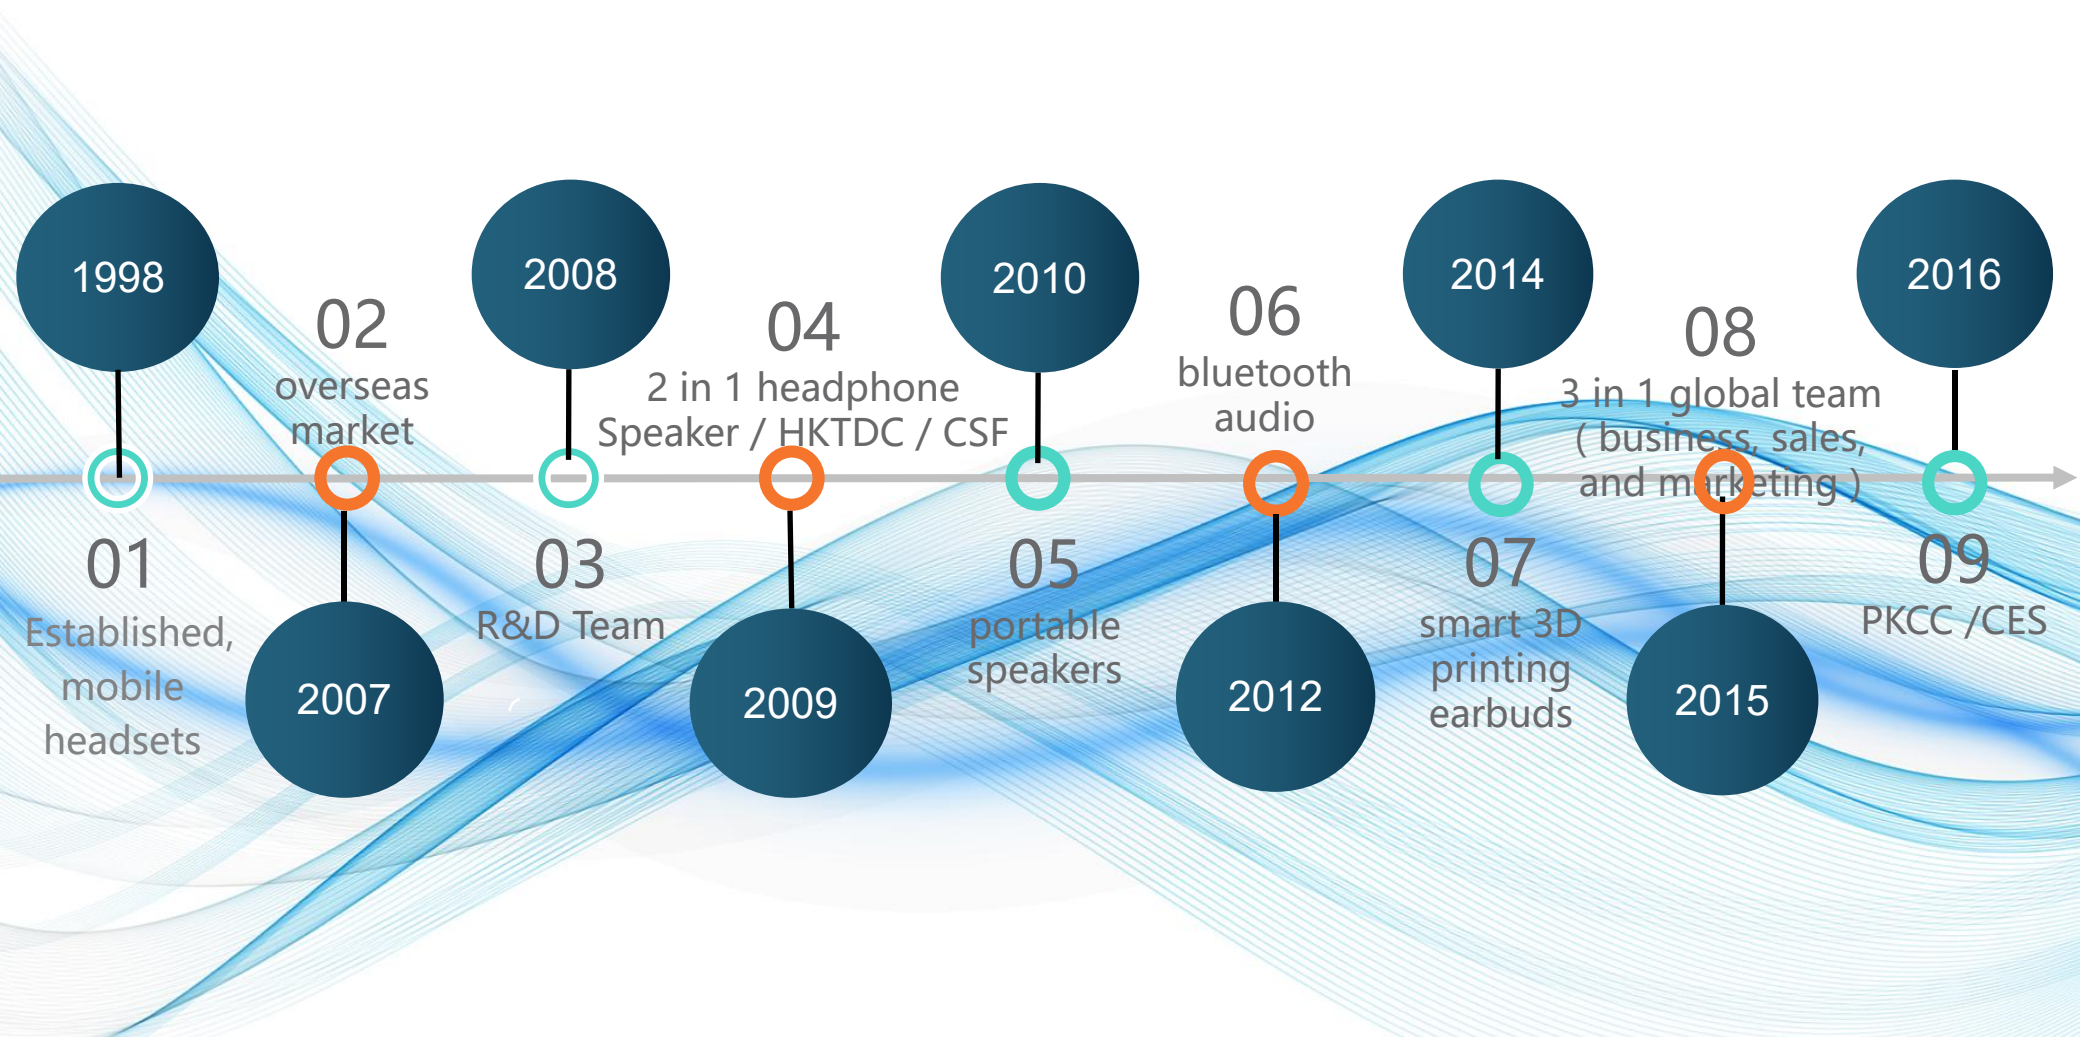 1998
01
Established,
mobile
headsets
02
overseas
market
2007
2008
03
R&D Team
04
2 in 1 headphone
Speaker / HKTDC / CSF
2009
2010
05
portable
speakers
06
bluetooth
audio
2012
2014
07
smart 3D
printing
earbuds
08
3 in 1 global team
( business, sales,
and marketing )
2015
2016
09
PKCC /CES